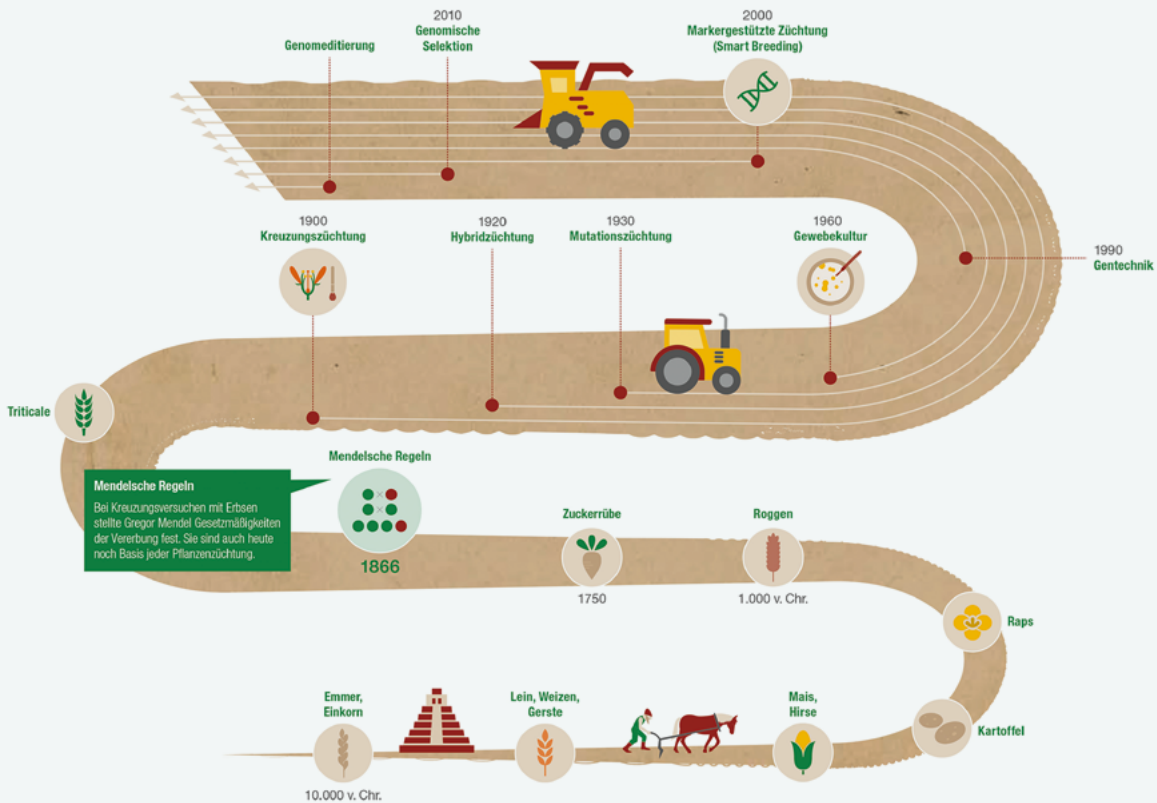 2010
Genomische
Selektion
Genomeditierung
2000
Markergestützte Züchtung
(Smart Breeding)
1900
Kreuzungszüchtung
1920
Hybridzüchtung
1930
Mutationszüchtung
1960
Gewebekultur
1990
Gentechnik
Triticale
Mendelsche Regeln
Mendelsche Regeln
Bei Kreuzungsversuchen mit Erbsen
stellte Gregor Mendel Gesetzmäßigkeiten
der Vererbung fest. Sie sind auch heute
noch Basis jeder Pflanzenzüchtung.
1866
Zuckerrübe
1750
Roggen
1.000 v. Chr.
Raps
Emmer,
Einkorn
10.000 v. Chr.
Lein, Weizen,
Gerste
Mais,
Hirse
Kartoffel